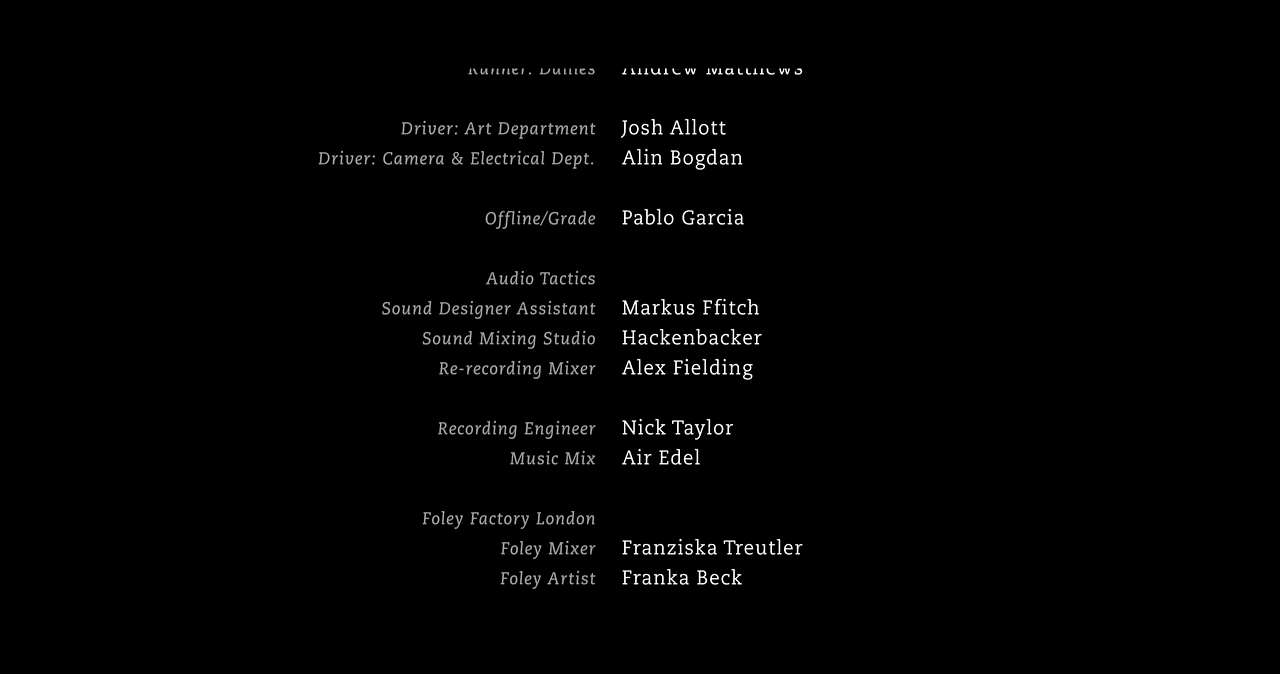 Andrew Matthews
Driver: Art Department Josh Allott
Driver: Camera & Electrical Dept. Alin Bogdan
Offline/Grade Pablo Garcia
Audio Tactics
Sound Designer Assistant Markus Ffitch
Sound Mixing Studio Hackenbacker
Re-recording Mixer Alex Fielding
Recording Engineer Nick Taylor
Music Mix Air Edel
Foley Factory London
Foley Mixer Franziska Treutler
Foley Artist Franka Beck